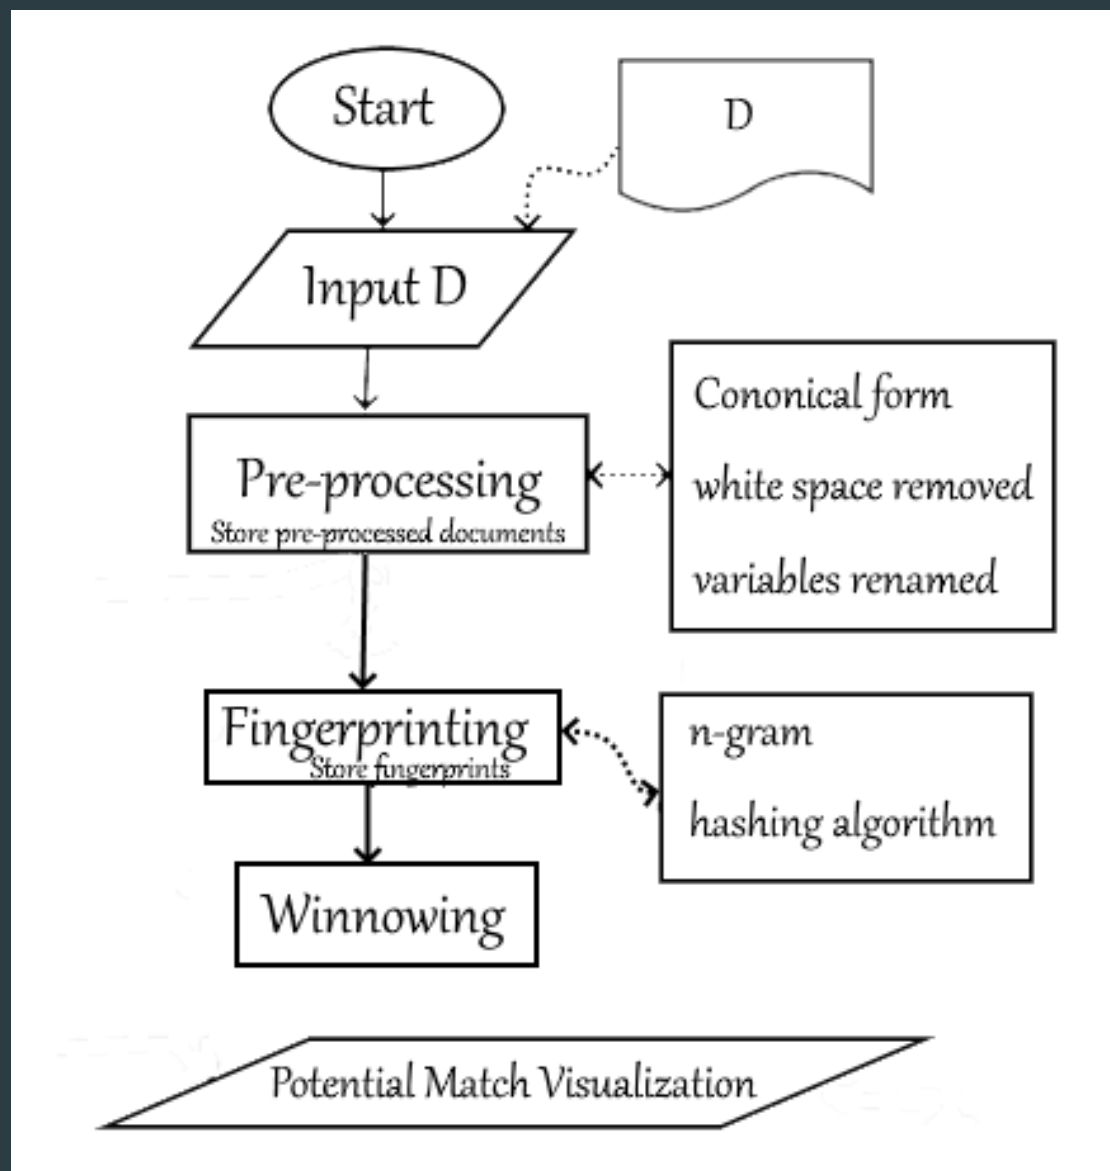 Start
D
Input D
Pre-processing
Store pre-processed documents
Cononical form
white space removed
variables renamed
Fingerprinting
Store fingerprints
n-gram
hashing algorithm
Winnowing
Potential Match Visualization